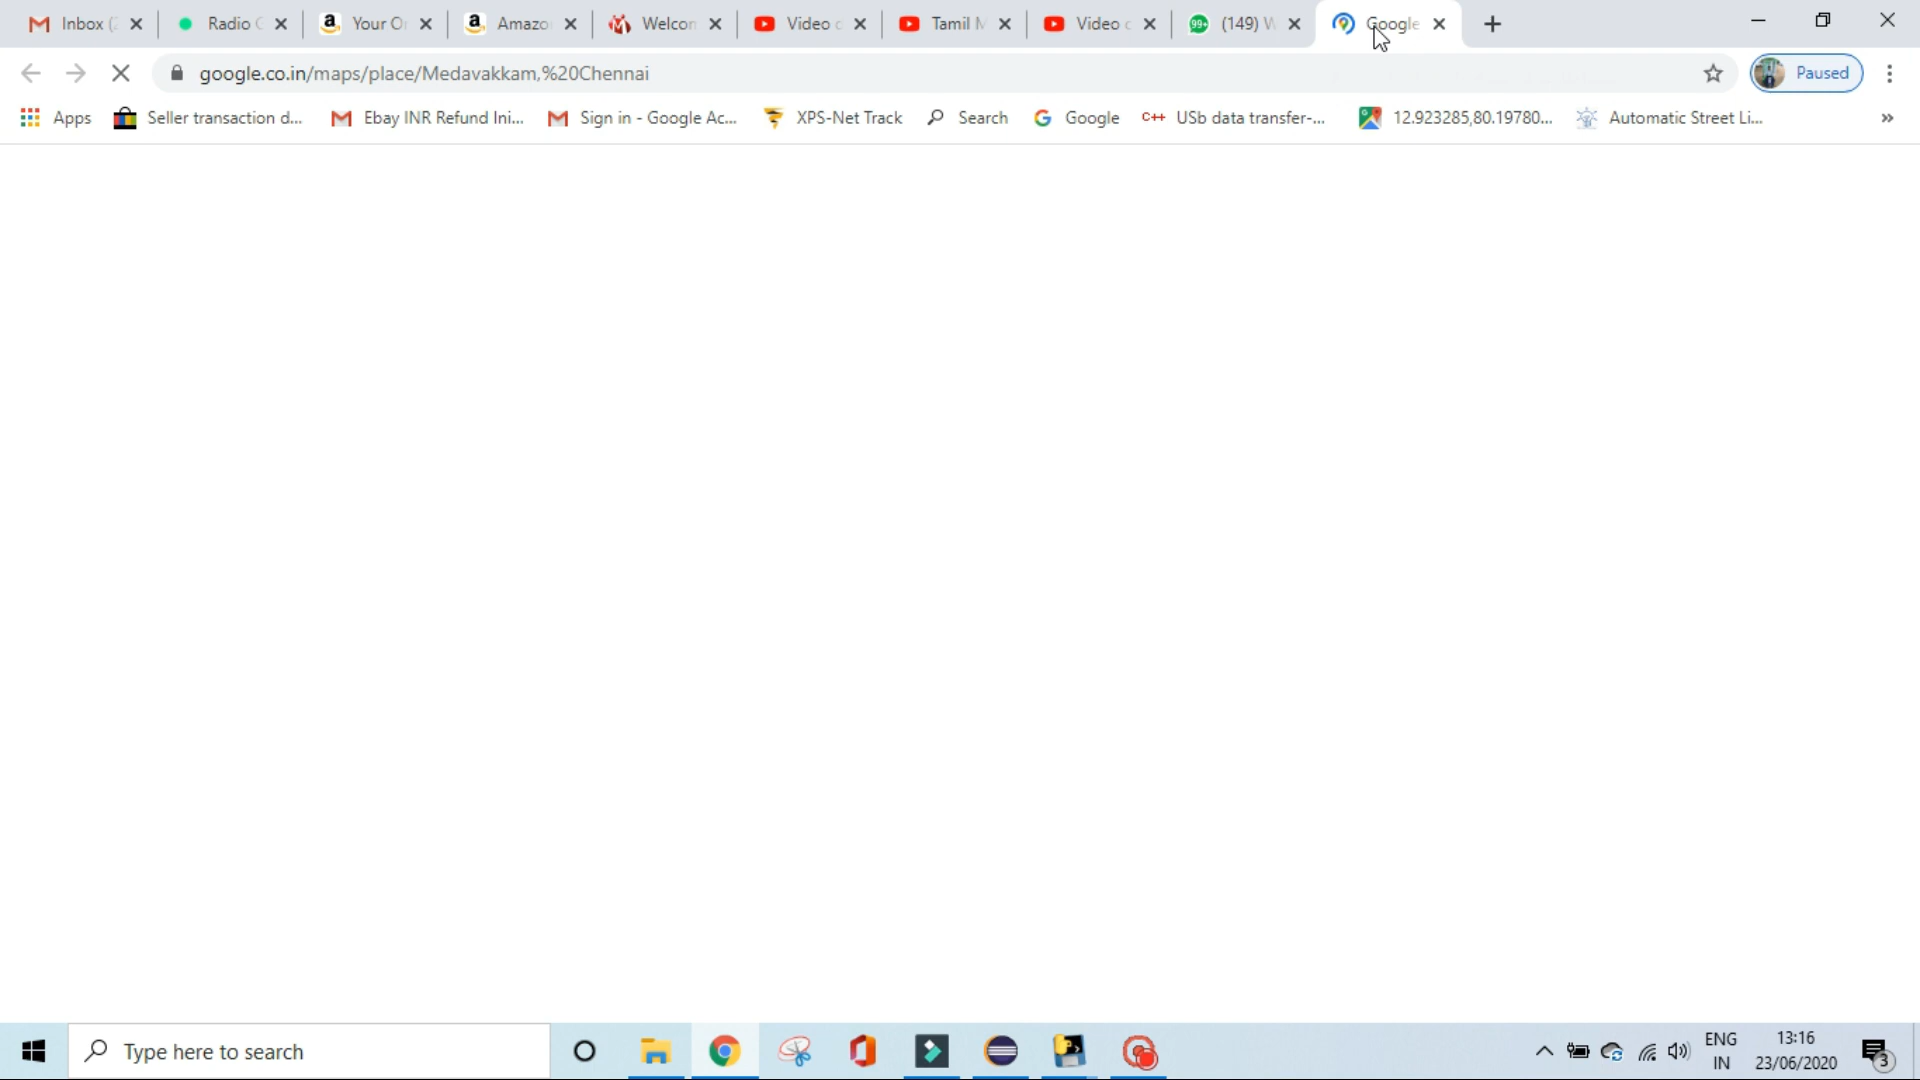 Inbox (
Radio
Your O
Amazo
Welcon
Video c
Tamil M
Video c
(149) W
Google
google.co.in/maps/place/Medavakkam,%20Chennai
Paused
Apps
Seller transaction d...
Ebay INR Refund Ini...
Sign in - Google Ac...
XPS-Net Track
Search
Google
C++ USb data transfer-...
12.923285,80.19780...
Automatic Street Li...
»
Type here to search
ENG
IN
13:16
23/06/2020
3